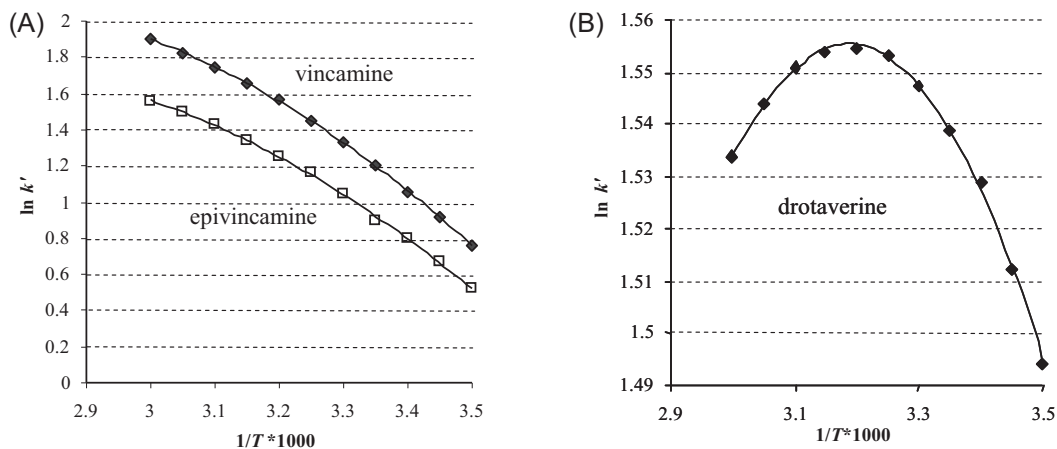 (A)
2
1.8
1.6
1.4
1.2
1
0.8
0.6
0.4
0.2
0
ln k′
vincamine
epivincamine
2.9 3 3.1 3.2 3.3 3.4 3.5
1/T*1000
(B)
1.56
1.55
1.54
1.53
1.52
1.51
1.5
1.49
ln k′
drotaverine
2.9 3.1 3.3 3.5
1/T*1000